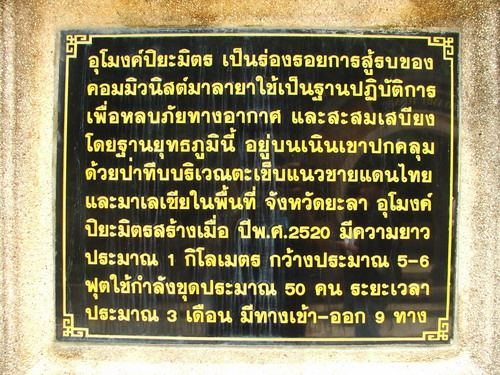 อุโมงค์ปิยะมิตร เป็นร่องรอยการสู้รบของ
คอมมิวนิสต์มาลายาใช้เป็นฐานปฏิบัติการ
เพื่อหลบภัยทางอากาศ และสะสมเสบียง
โดยฐานยุทธภูมินี้ อยู่บนเนินเขาปกคลุม
ด้วยป่าทึบบริเวณตะเข็บแนวชายแดนไทย
และมาเลเซียในพื้นที่ จังหวัดยะลา อุโมงค์
ปิยะมิตรสร้างเมื่อ ปีพ.ศ.2520 มีความยาว
ประมาณ 1 กิโลเมตร กว้างประมาณ 5-6
ฟุตใช้กำลังขุดประมาณ 50 คน ระยะเวลา
ประมาณ 3 เดือน มีทางเข้า-ออก 9 ทาง